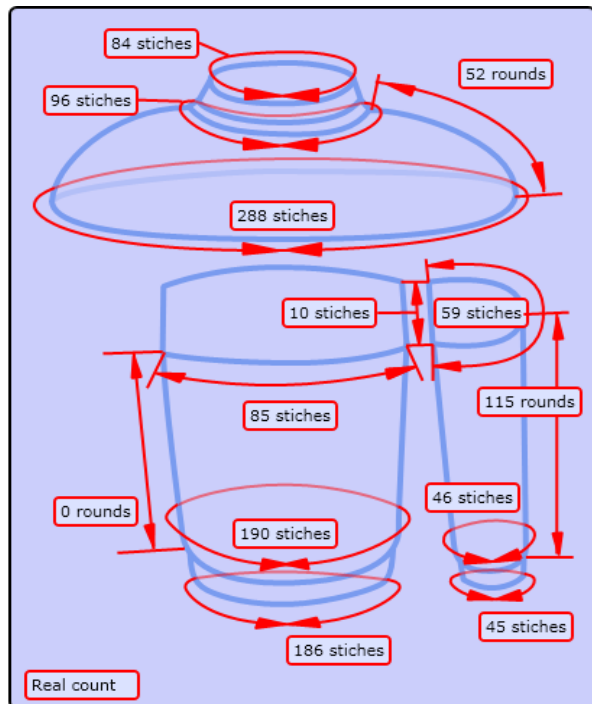 84 stiches
52 rounds
96 stiches
288 stiches
10 stiches
59 stiches
115 rounds
85 stiches
46 stiches
0 rounds
190 stiches
45 stiches
186 stiches
Real count